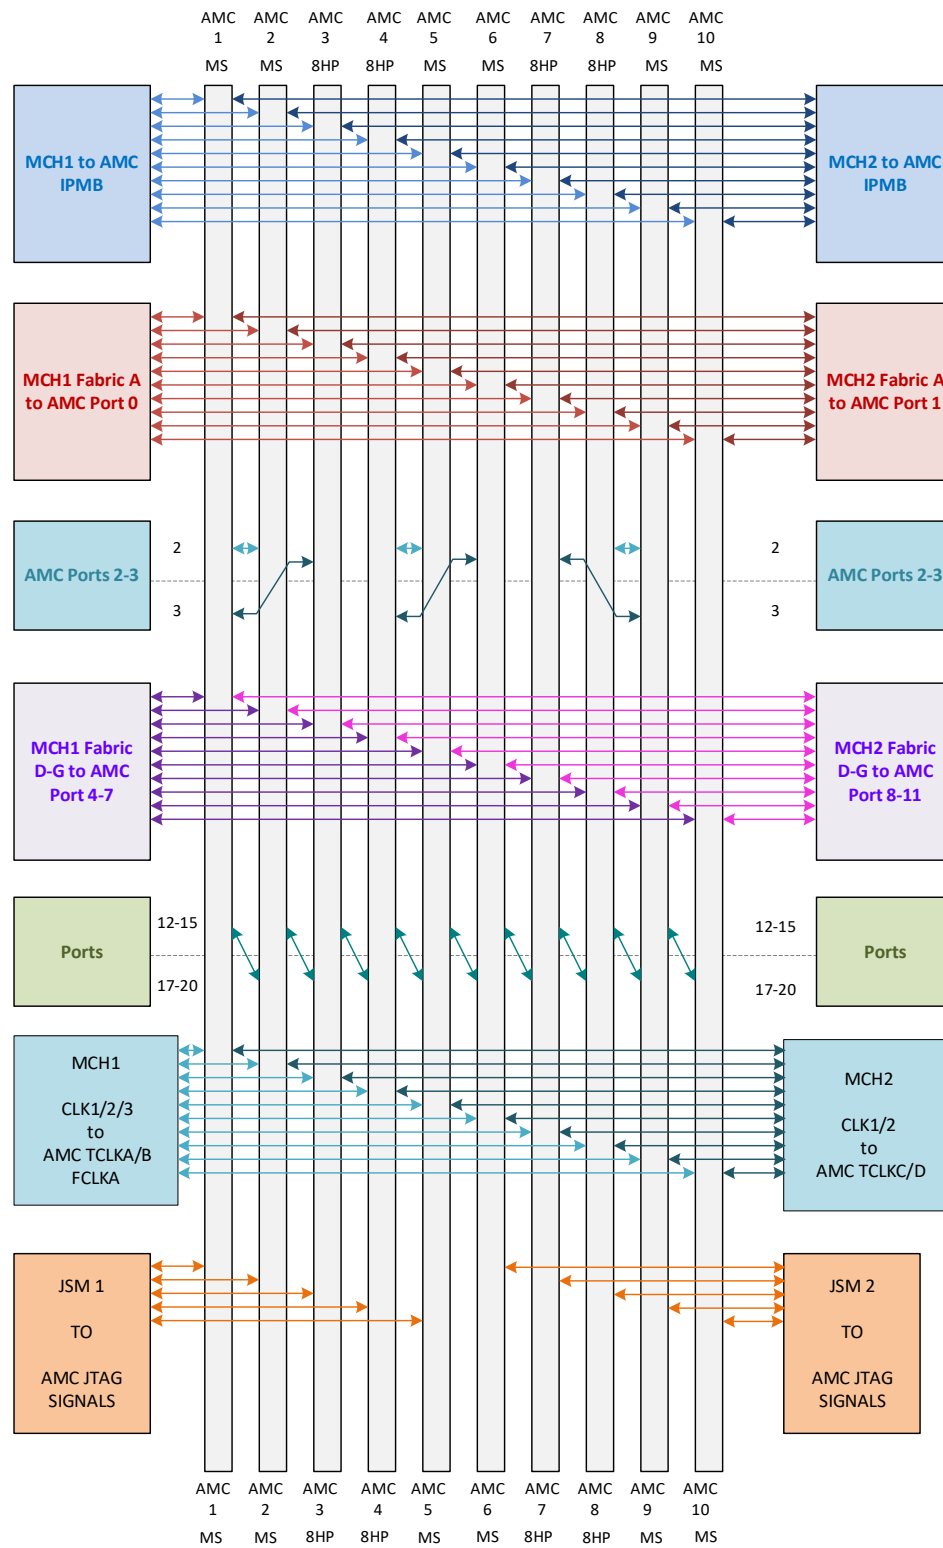 AMC AMC AMC AMC AMC AMC AMC AMC AMC AMC
1 2 3 4 5 6 7 8 9 10
MS MS 8HP 8HP MS MS 8HP 8HP MS MS
MCH1 to AMC
IPMB
MCH2 to AMC
IPMB
MCH1 Fabric A
to AMC Port 0
MCH2 Fabric A
to AMC Port 1
AMC Ports 2-3
2
3
2
3
AMC Ports 2-3
MCH1 Fabric
D-G to AMC
Port 4-7
MCH2 Fabric
D-G to AMC
Port 8-11
Ports
12-15
17-20
12-15
17-20
Ports
MCH1
CLK1/2/3
to
AMC TCLKA/B
FCLKA
MCH2
CLK1/2
to
AMC TCLKC/D
JSM 1
TO
AMC JTAG
SIGNALS
JSM 2
TO
AMC JTAG
SIGNALS
AMC AMC AMC AMC AMC AMC AMC AMC AMC AMC
1 2 3 4 5 6 7 8 9 10
MS MS 8HP 8HP MS MS 8HP 8HP MS MS